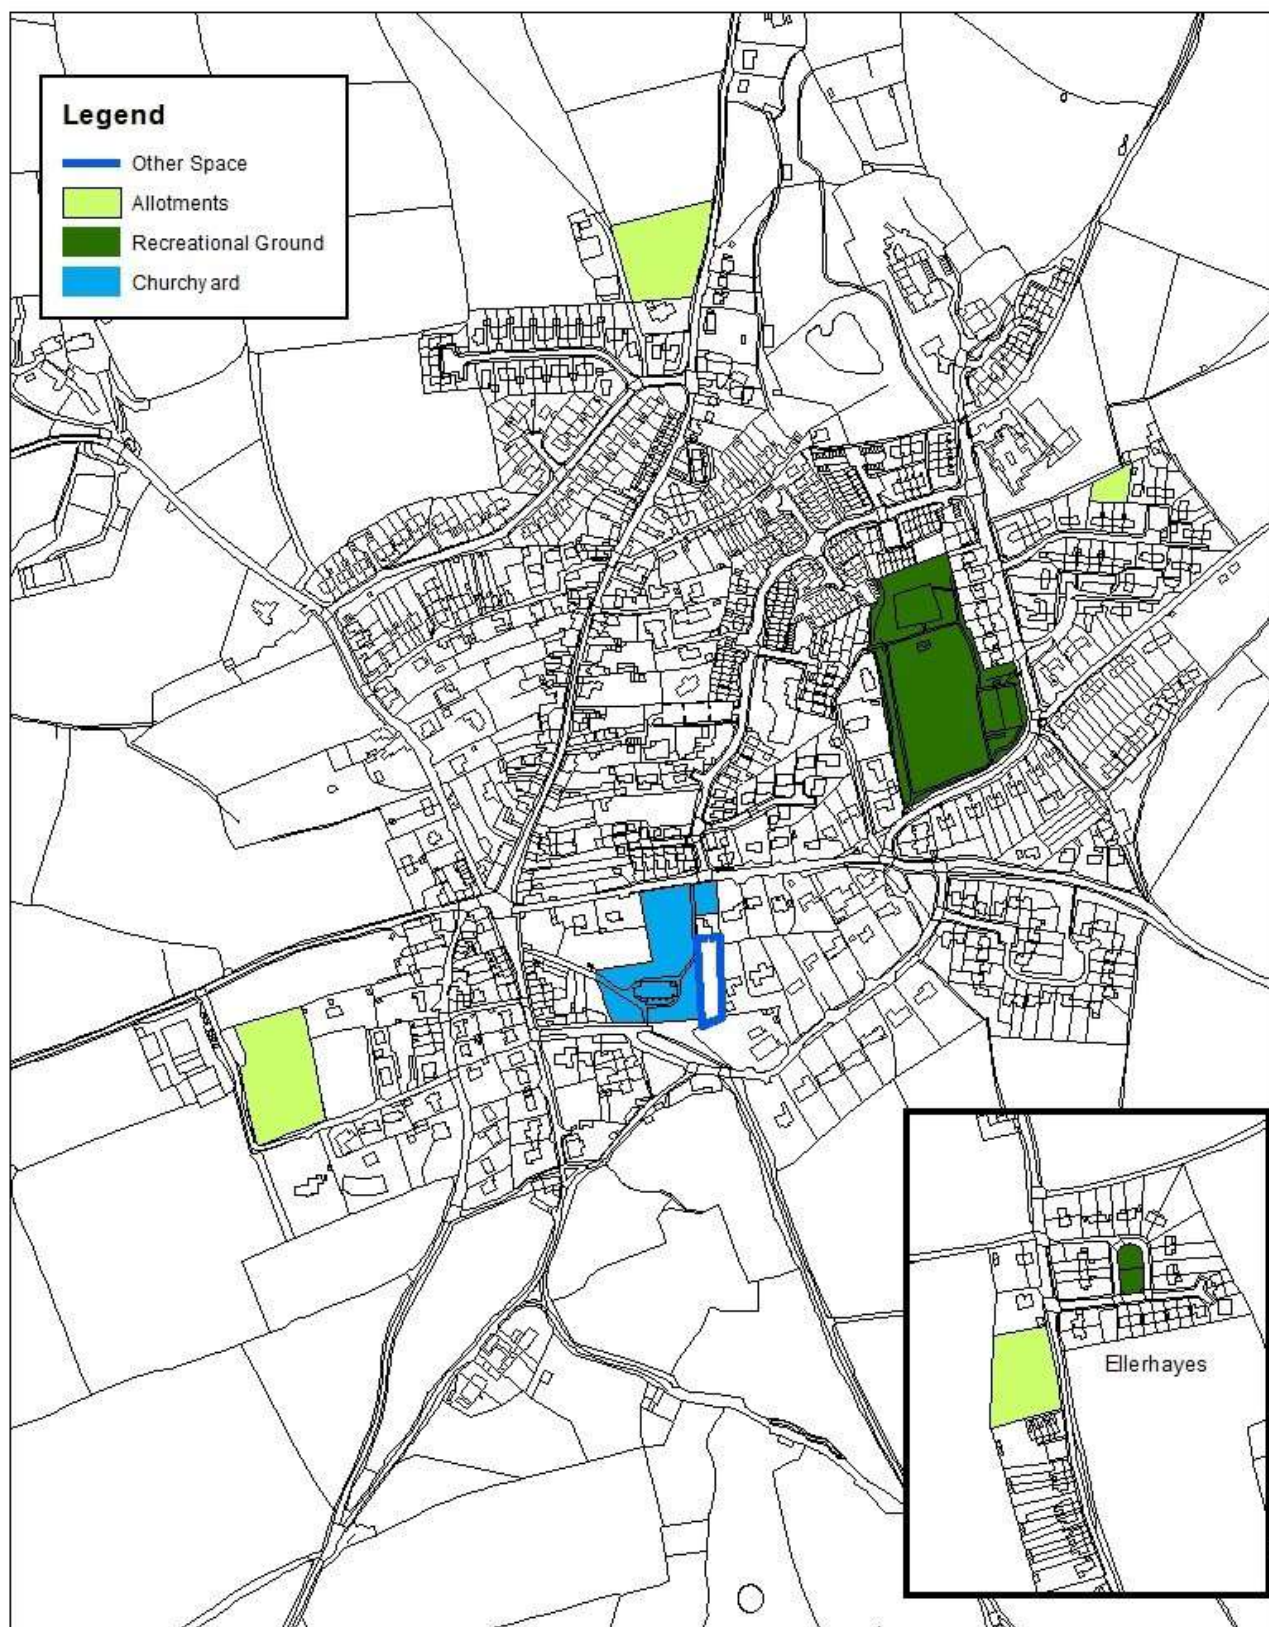 Legend
Other Space
Allotments
Recreational Ground
Churchyard
Ellerhayes